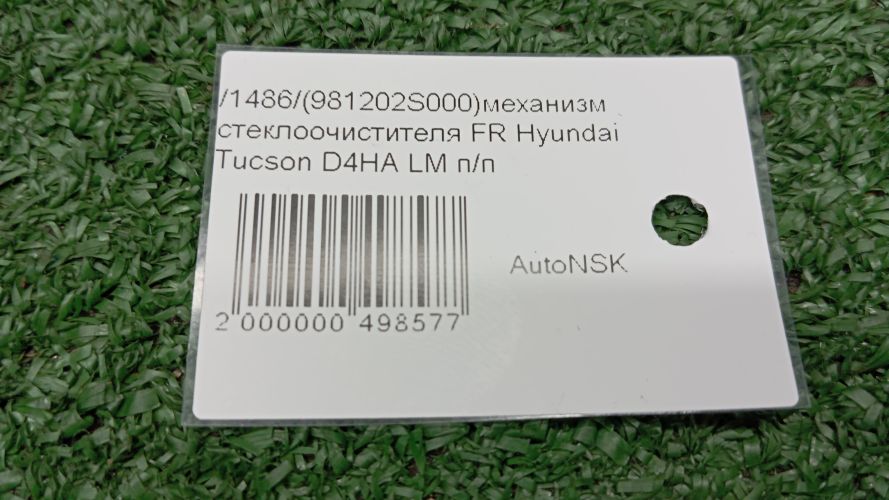 /1486/(981202S000)механизм
стеклоочистителя FR Hyundai
Tucson D4HA LM п/п
AutoNSK
2 000000 498577